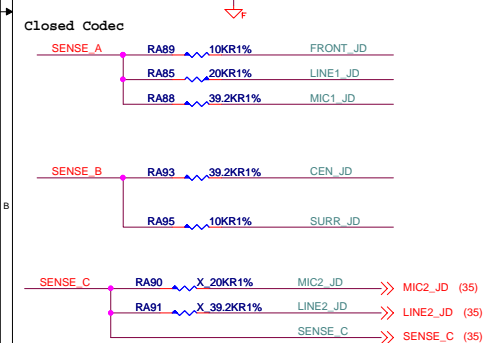 F
Closed Codec
SENSE_A RA89 10KR1% FRONT_JD
RA85 20KR1% LINE1_JD
RA88 39.2KR1% MIC1_JD
SENSE_B RA93 39.2KR1% CEN_JD
B
RA95 10KR1% SURR_JD
SENSE_C RA90 X_20KR1% MIC2_JD MIC2_JD (35)
RA91 X_39.2KR1% LINE2_JD LINE2_JD (35)
SENSE_C SENSE_C (35)